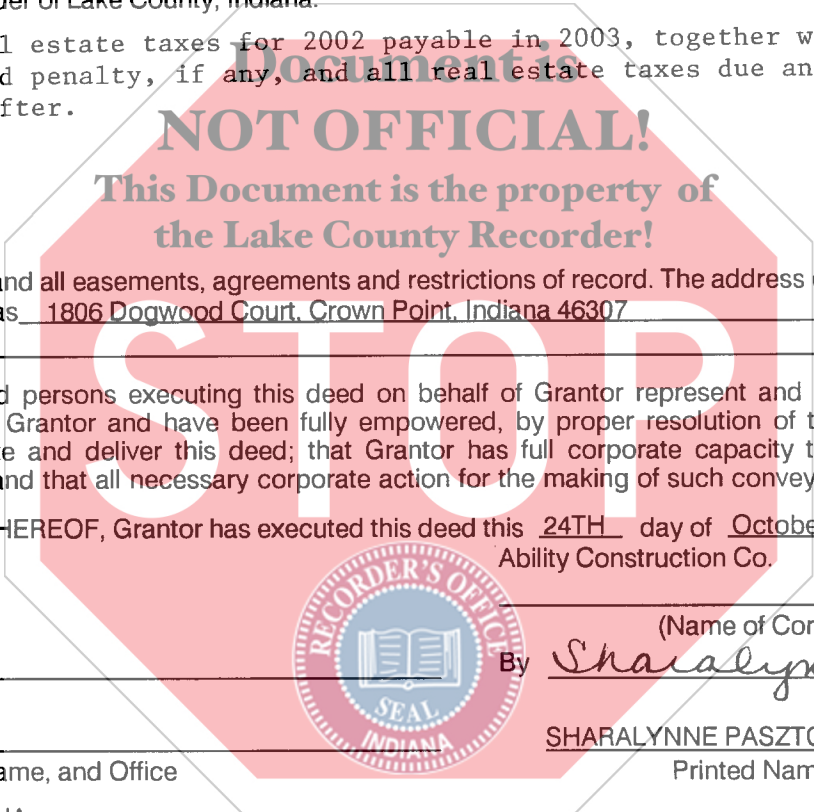 der of Lake County, Indiana.
l estate taxes for 2002 payable in 2003, together w
d penalty, if any, and all real estate taxes due an
fter.
Document is
NOT OFFICIAL!
This Document is the property of
the Lake County Recorder!
and all easements, agreements and restrictions of record. The address
as 1806 Dogwood Court, Crown Point, Indiana 46307
STOP
d persons executing this deed on behalf of Grantor represent and
Grantor and have been fully empowered, by proper resolution of t
e and deliver this deed; that Grantor has full corporate capacity t
and that all necessary corporate action for the making of such convey
HEREOF, Grantor has executed this deed this 24TH day of Octobe
Ability Construction Co.
(Name of Cor
By Sharalyn
RECORDER'S OFFICE
SEAL
INDIANA
SHARALYNNE PASZTO
ame, and Office
Printed Nam